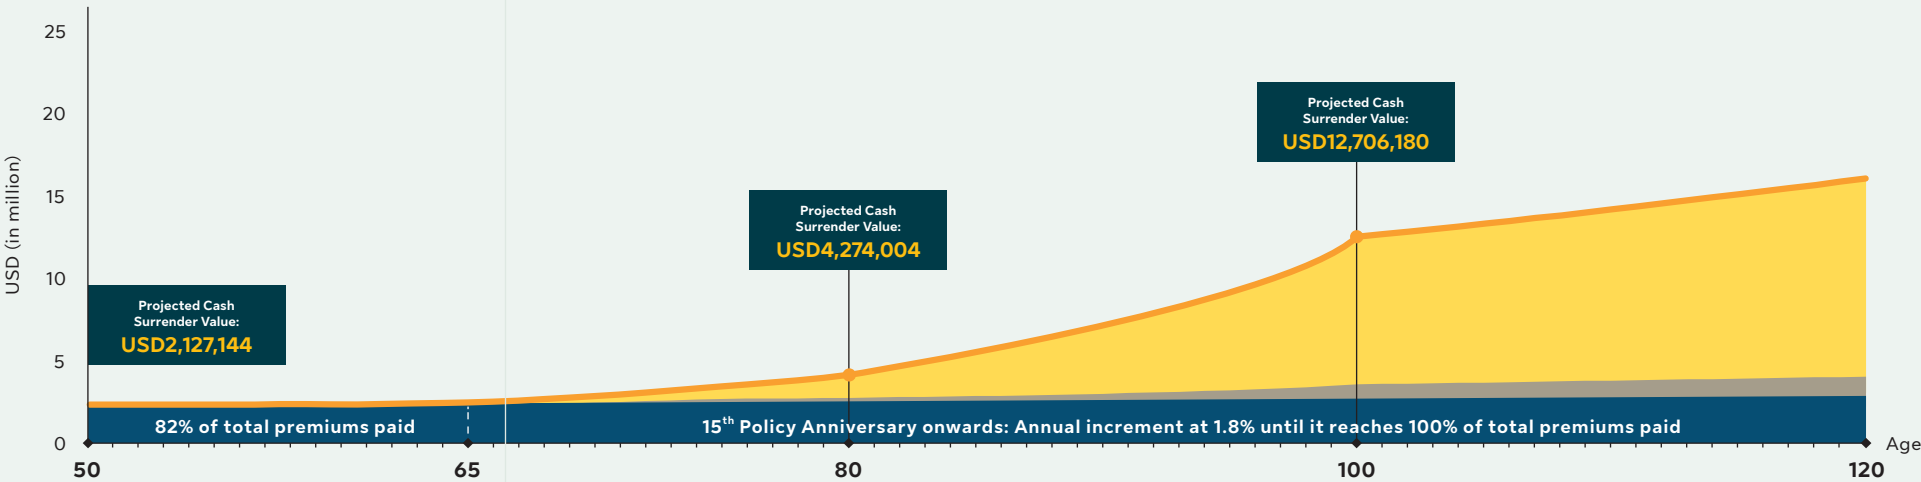 25
20
15
10
5
0
USD (in million)
Projected Cash
Surrender Value:
USD2,127,144
Projected Cash
Surrender Value:
USD4,274,004
Projected Cash
Surrender Value:
USD12,706,180
82% of total premiums paid
15th Policy Anniversary onwards: Annual increment at 1.8% until it reaches 100% of total premiums paid
Age
50 65 80 100 120